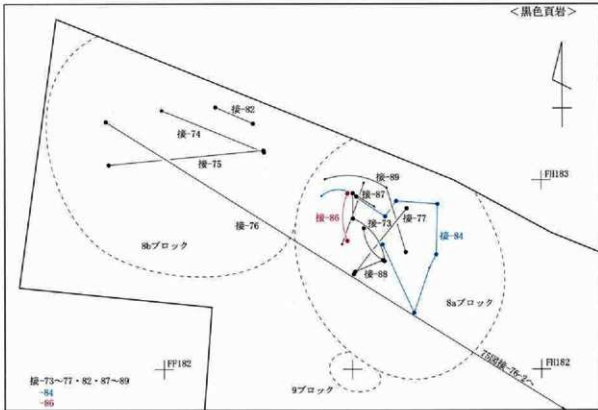 <黒色頁岩>
接-82
接-74
接-75
接-89
接-87
FH183
接-86
接-73
接-77
接-76
接-84
8bブロック
接-88
8aブロック
75図接-76-2へ
FF182
FH182
9ブロック
接-73～77・82・87～89
-84
-86